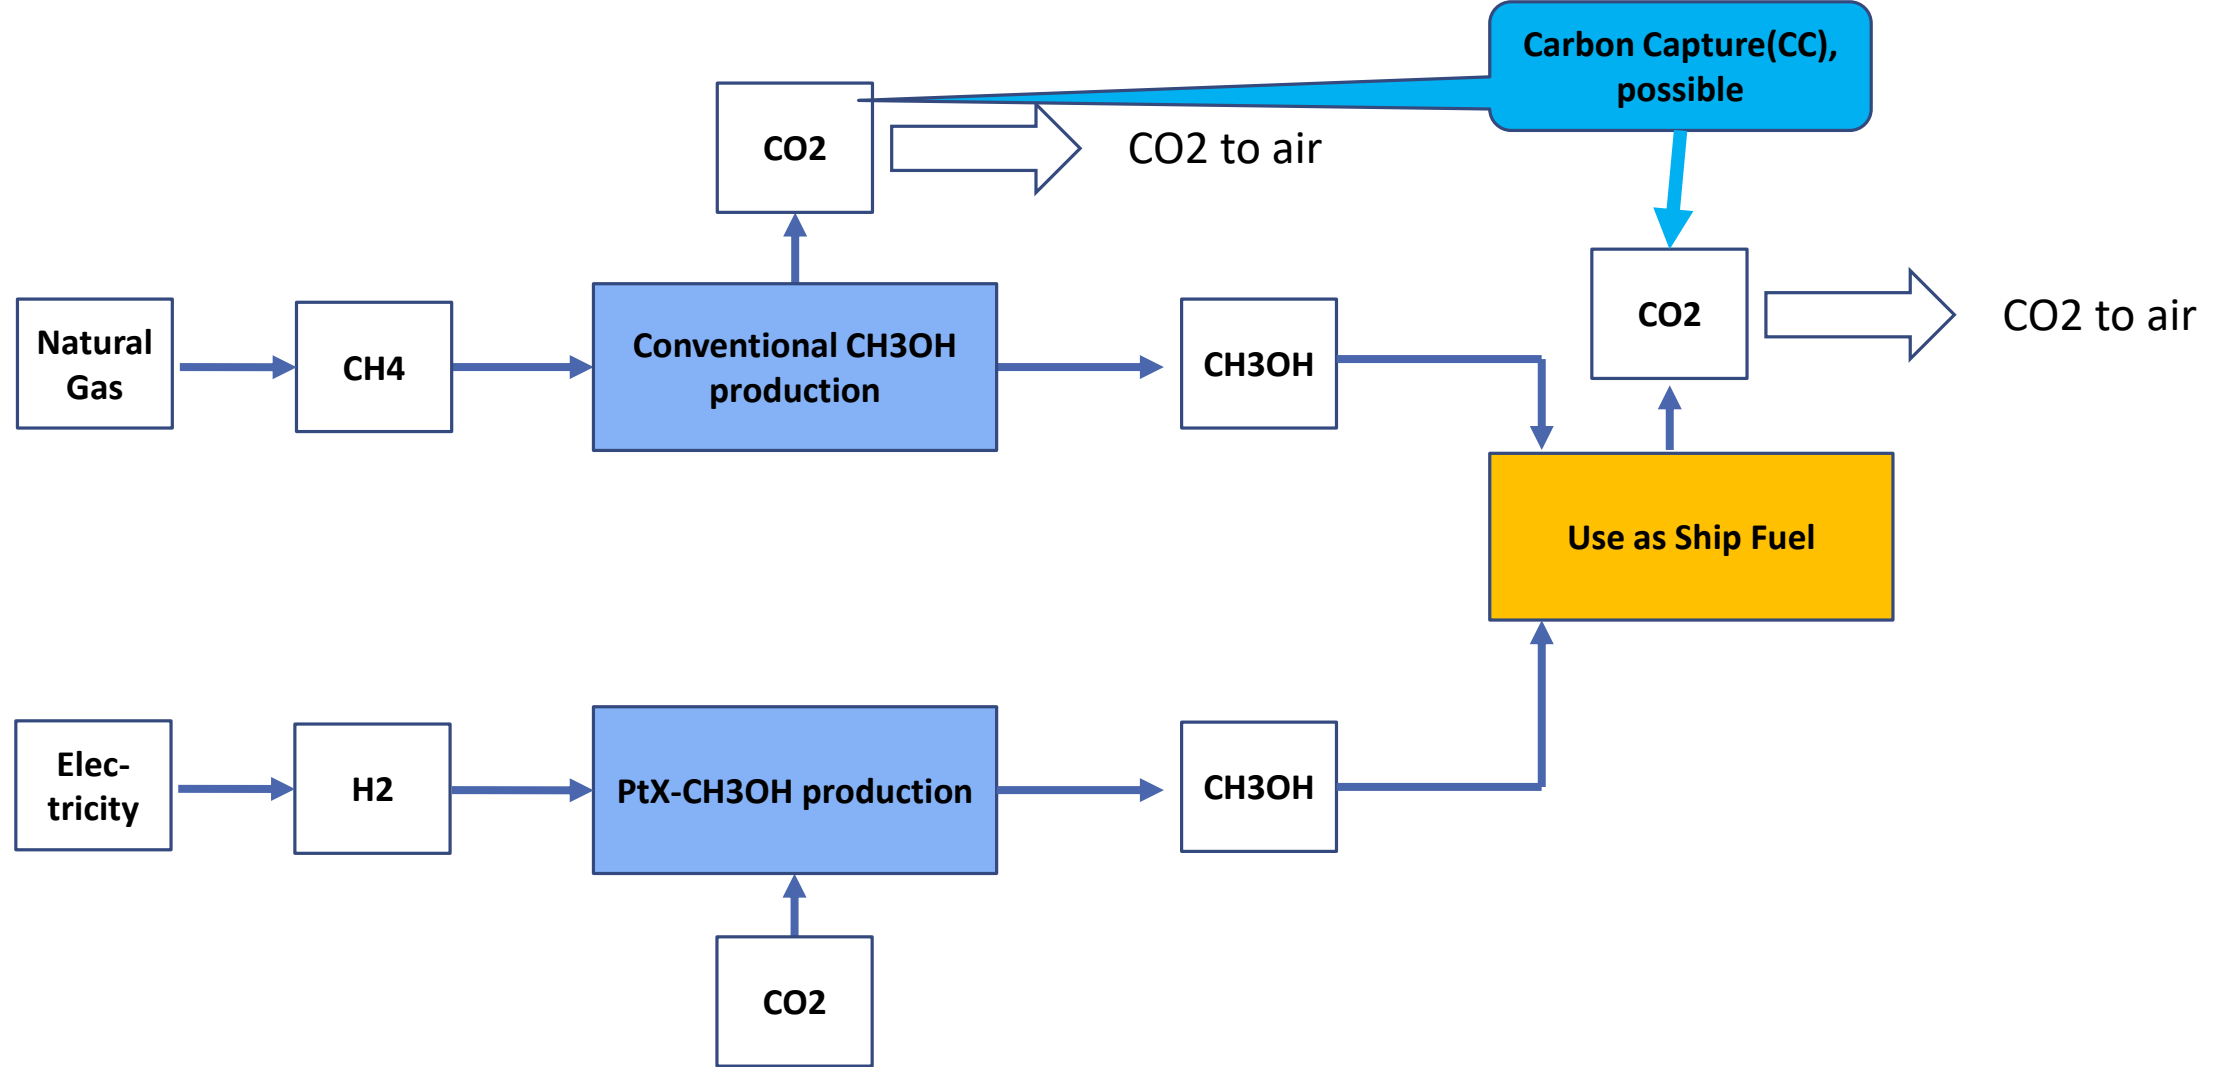 Carbon Capture(CC),
possible
CO2
CO2 to air
CO2
CO2 to air
Natural
Gas
CH4
Conventional CH3OH
production
CH3OH
Use as Ship Fuel
Elec-
tricity
H2
PtX-CH3OH production
CH3OH
CO2